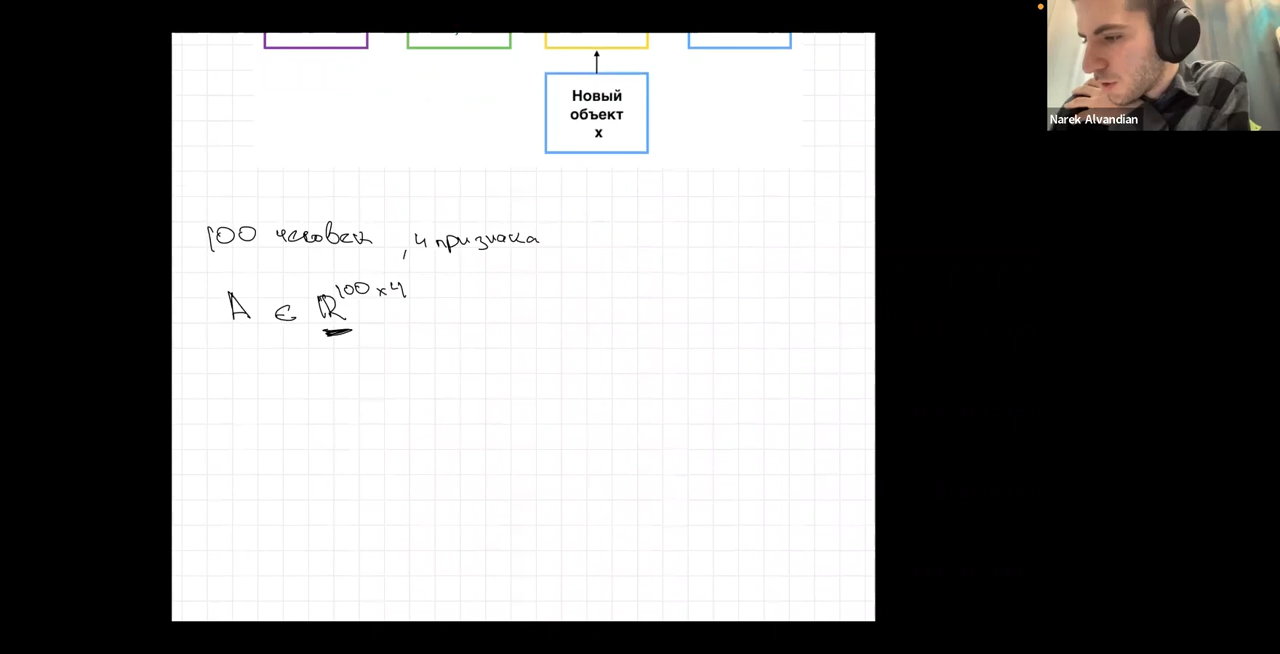 Новый
объект
x
Narek Alvandian
100 человек, 4 признака
A ∈ ℝ^{100×4}